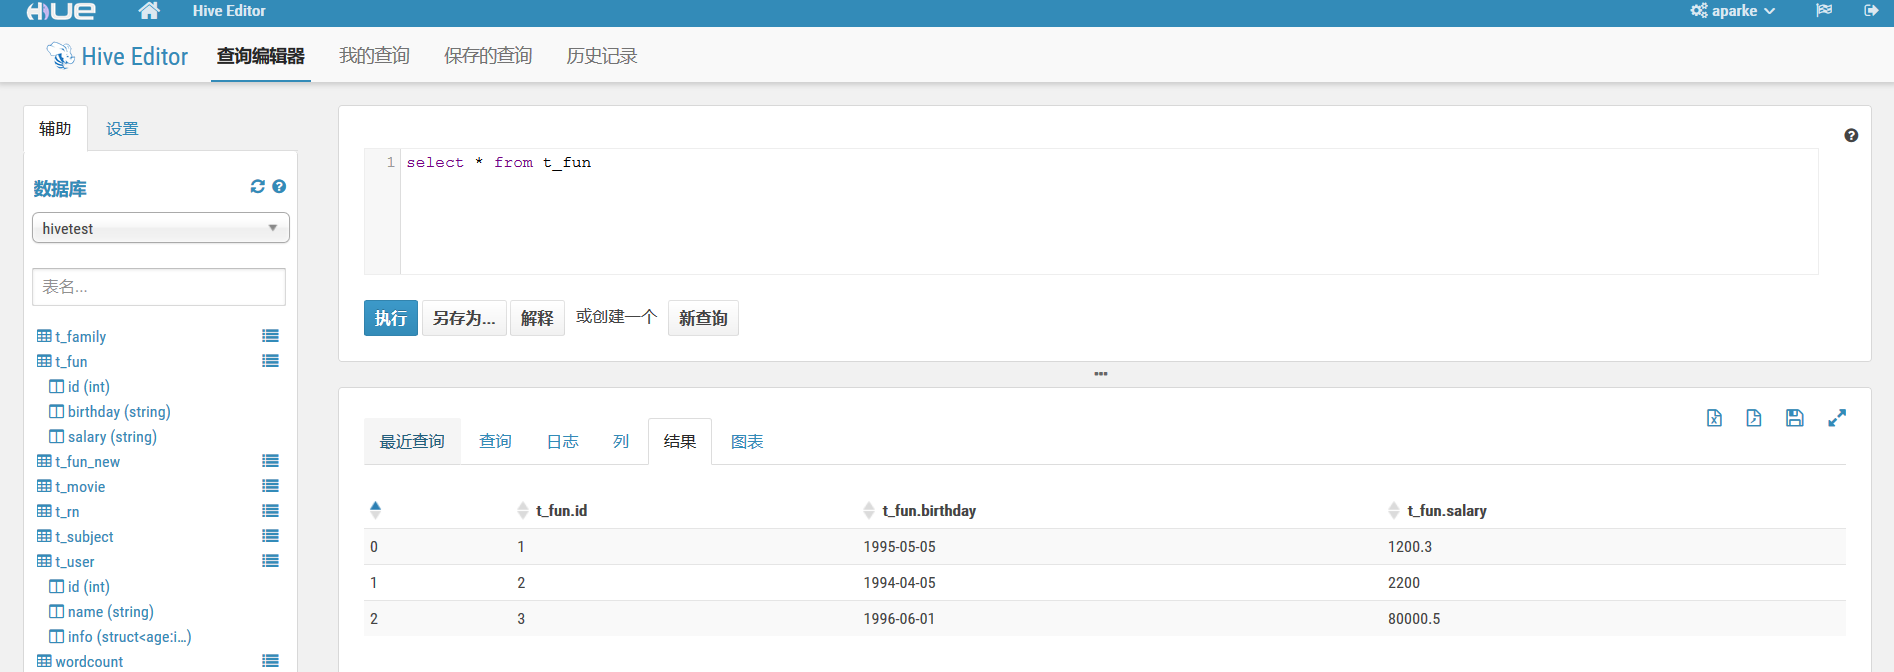 HUE Hive Editor aparke
Hive Editor 查询编辑器 我的查询 保存的查询 历史记录
辅助 设置
数据库
hivetest
表名...
t_family
t_fun
id (int)
birthday (string)
salary (string)
t_fun_new
t_movie
t_rn
t_subject
t_user
id (int)
name (string)
info (struct<age:i...)
wordcount
1 select * from t_fun
执行 另存为... 解释 或创建一个 新查询
最近查询 查询 日志 列 结果 图表
t_fun.id t_fun.birthday t_fun.salary
0 1 1995-05-05 1200.3
1 2 1994-04-05 2200
2 3 1996-06-01 80000.5